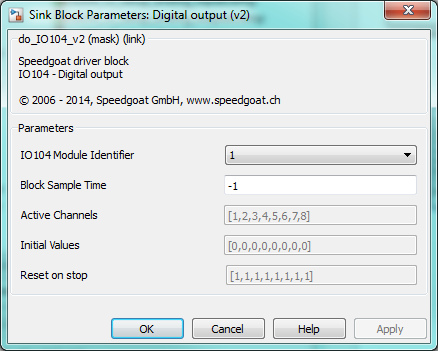 Sink Block Parameters: Digital output (v2)
do_IO104_v2 (mask) (link)
Speedgoat driver block
IO104 - Digital output
© 2006 - 2014, Speedgoat GmbH, www.speedgoat.ch
Parameters
IO104 Module Identifier 1
Block Sample Time -1
Active Channels [1,2,3,4,5,6,7,8]
Initial Values [0,0,0,0,0,0,0,0]
Reset on stop [1,1,1,1,1,1,1,1]
OK Cancel Help Apply